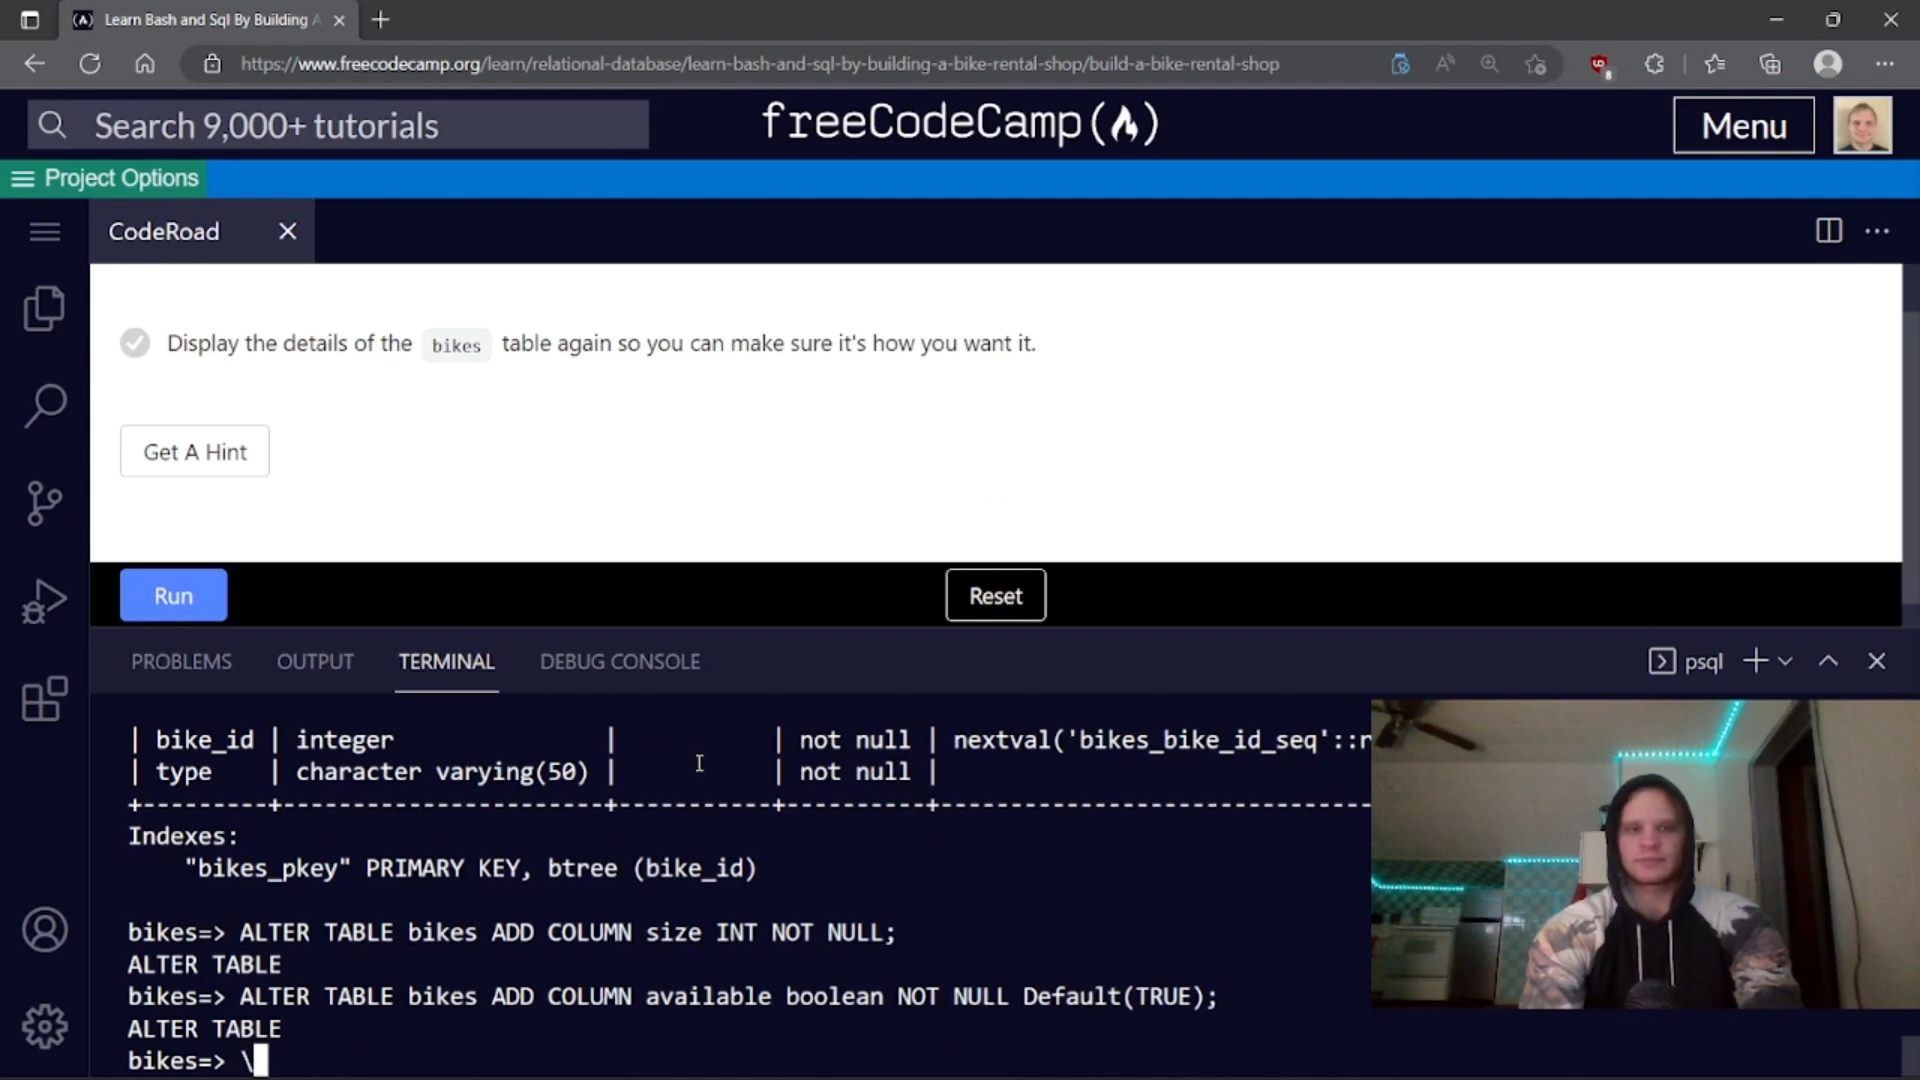 Learn Bash and Sql By Building A
https://www.freecodecamp.org/learn/relational-database/learn-bash-and-sql-by-building-a-bike-rental-shop/build-a-bike-rental-shop
8
Search 9,000+ tutorials
freeCodeCamp
Menu
Project Options
CodeRoad
Display the details of the bikes table again so you can make sure it's how you want it.
Get A Hint
Run
Reset
PROBLEMS OUTPUT TERMINAL DEBUG CONSOLE
psql
| bike_id | integer | | not null | nextval('bikes_bike_id_seq'::r
| type | character varying(50) | | not null |
+---------+-----------------------+-----------+----------+-------------------------------
Indexes:
"bikes_pkey" PRIMARY KEY, btree (bike_id)
bikes=> ALTER TABLE bikes ADD COLUMN size INT NOT NULL;
ALTER TABLE
bikes=> ALTER TABLE bikes ADD COLUMN available boolean NOT NULL Default(TRUE);
ALTER TABLE
bikes=> \